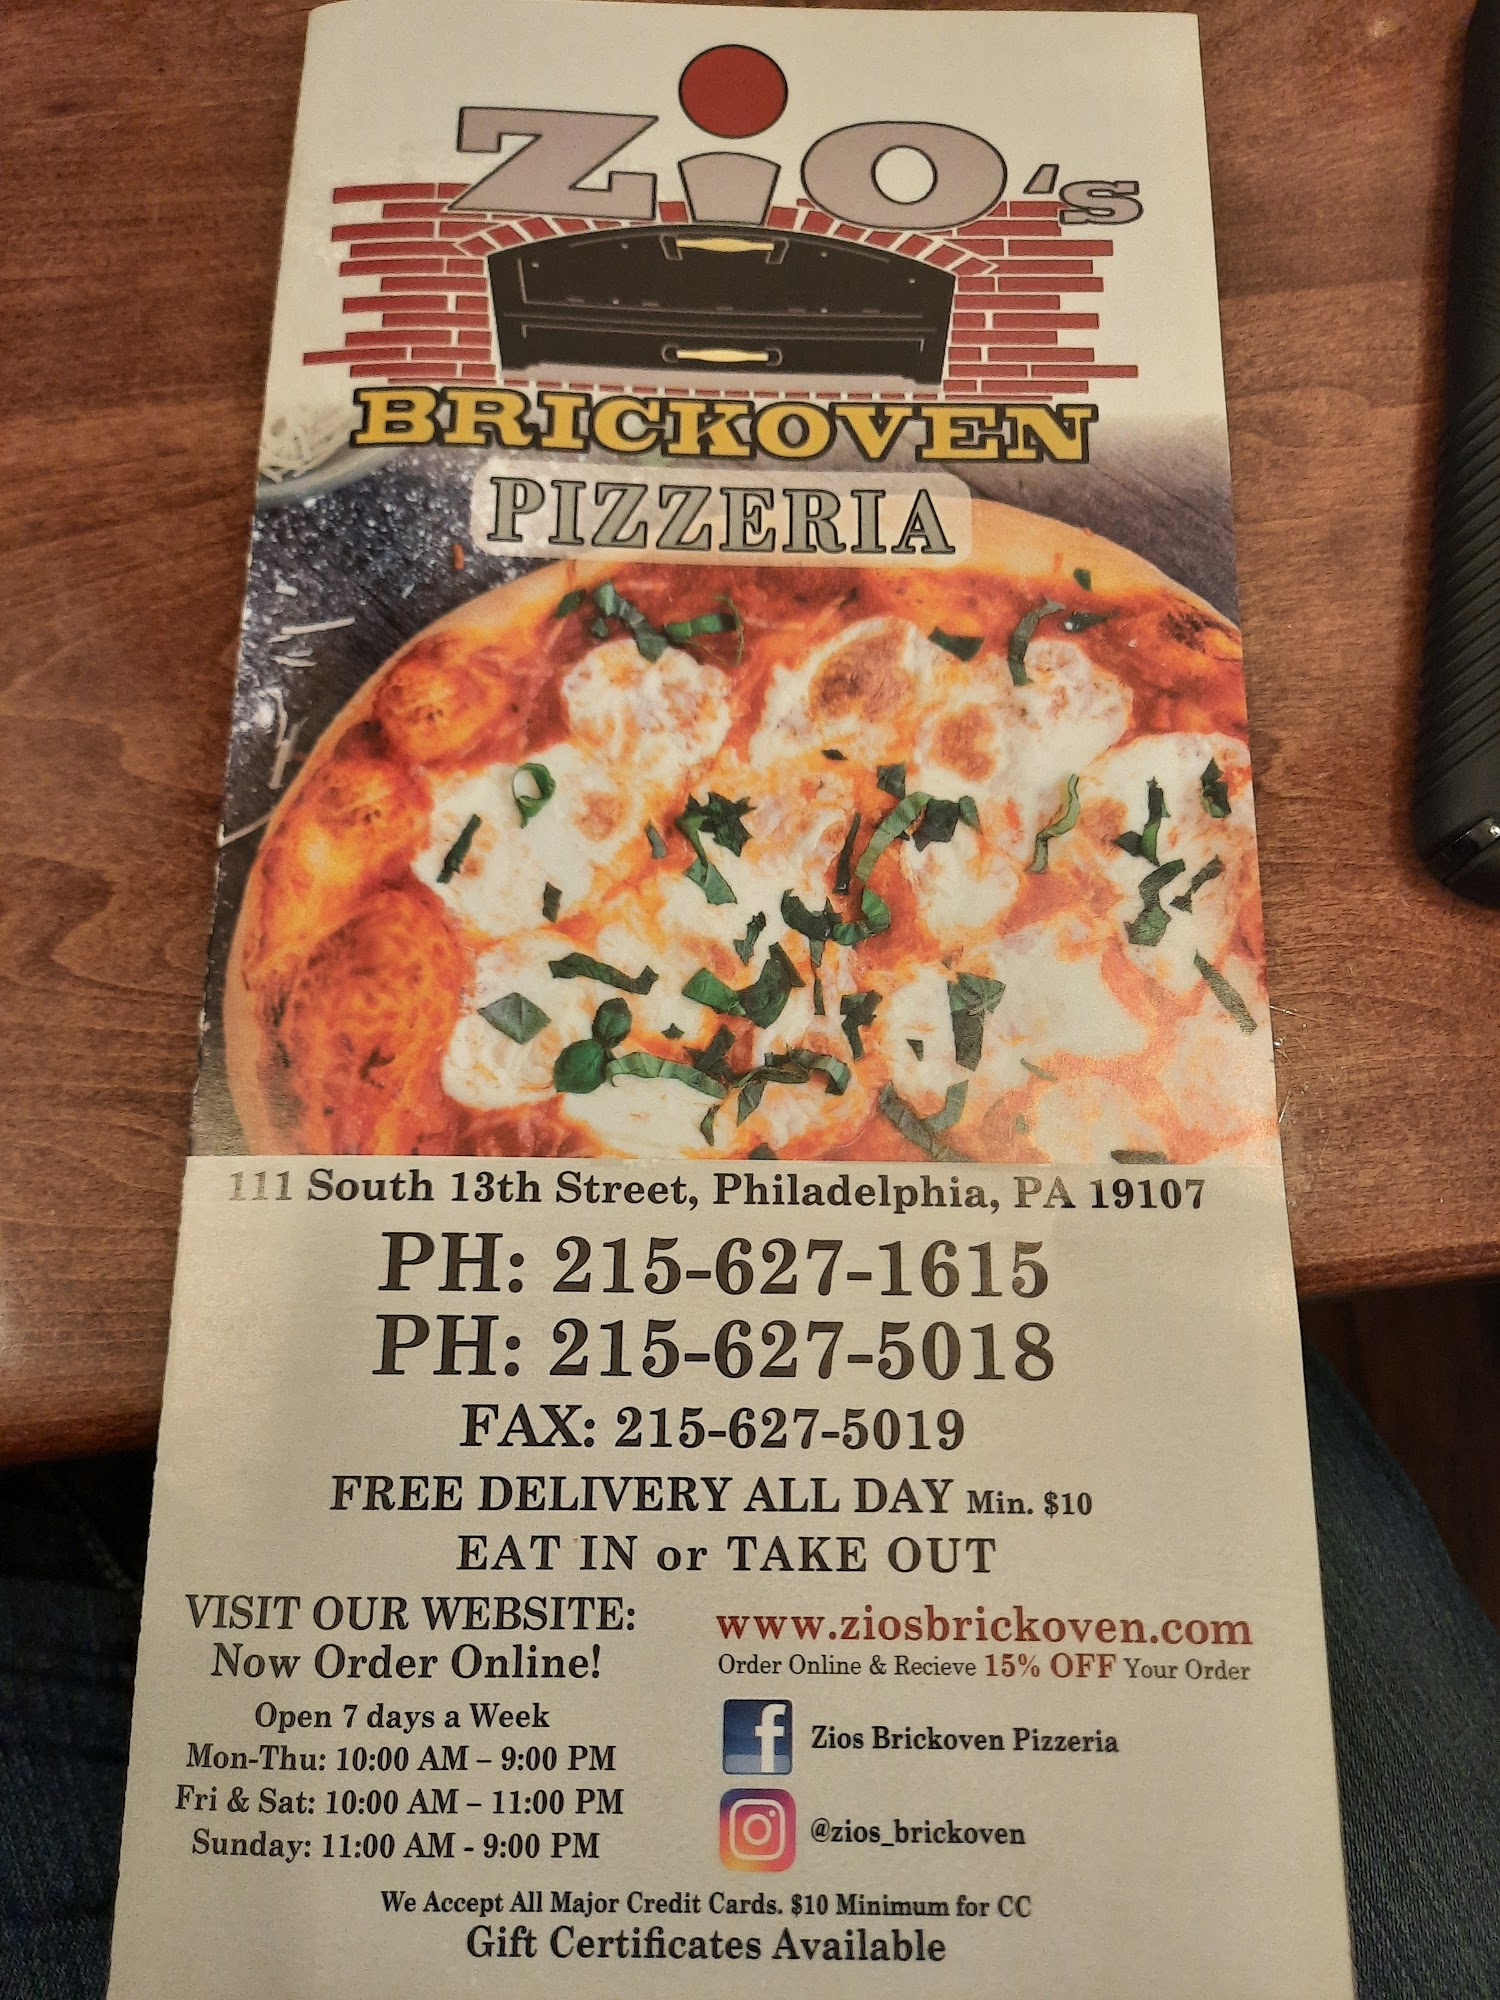 ZiO's
BRICKOVEN
PIZZERIA
111 South 13th Street, Philadelphia, PA 19107
PH: 215-627-1615
PH: 215-627-5018
FAX: 215-627-5019
FREE DELIVERY ALL DAY Min. $10
EAT IN or TAKE OUT
VISIT OUR WEBSITE:
Now Order Online!
Open 7 days a Week
Mon-Thu: 10:00 AM – 9:00 PM
Fri & Sat: 10:00 AM – 11:00 PM
Sunday: 11:00 AM - 9:00 PM
www.ziosbrickoven.com
Order Online & Recieve 15% OFF Your Order
f
Zios Brickoven Pizzeria
@zios_brickoven
We Accept All Major Credit Cards. $10 Minimum for CC
Gift Certificates Available